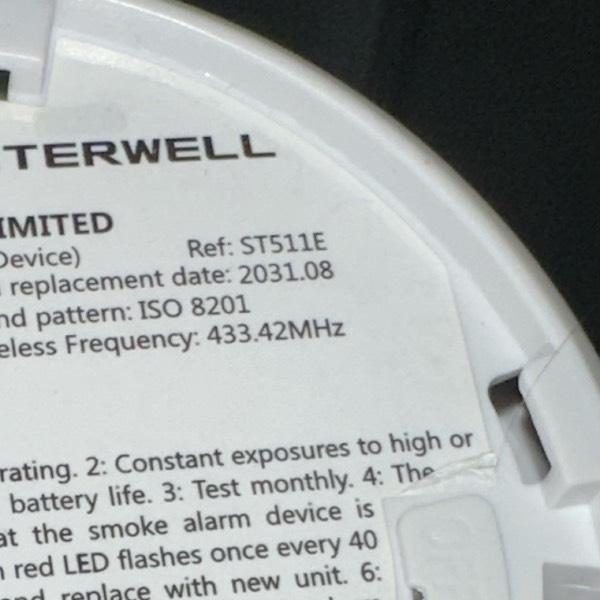 TERWELL
IMITED
Device) Ref: ST511E
replacement date: 2031.08
nd pattern: ISO 8201
eless Frequency: 433.42MHz
rating. 2: Constant exposures to high or
battery life. 3: Test monthly. 4: The
at the smoke alarm device is
red LED flashes once every 40
and replace with new unit. 6: